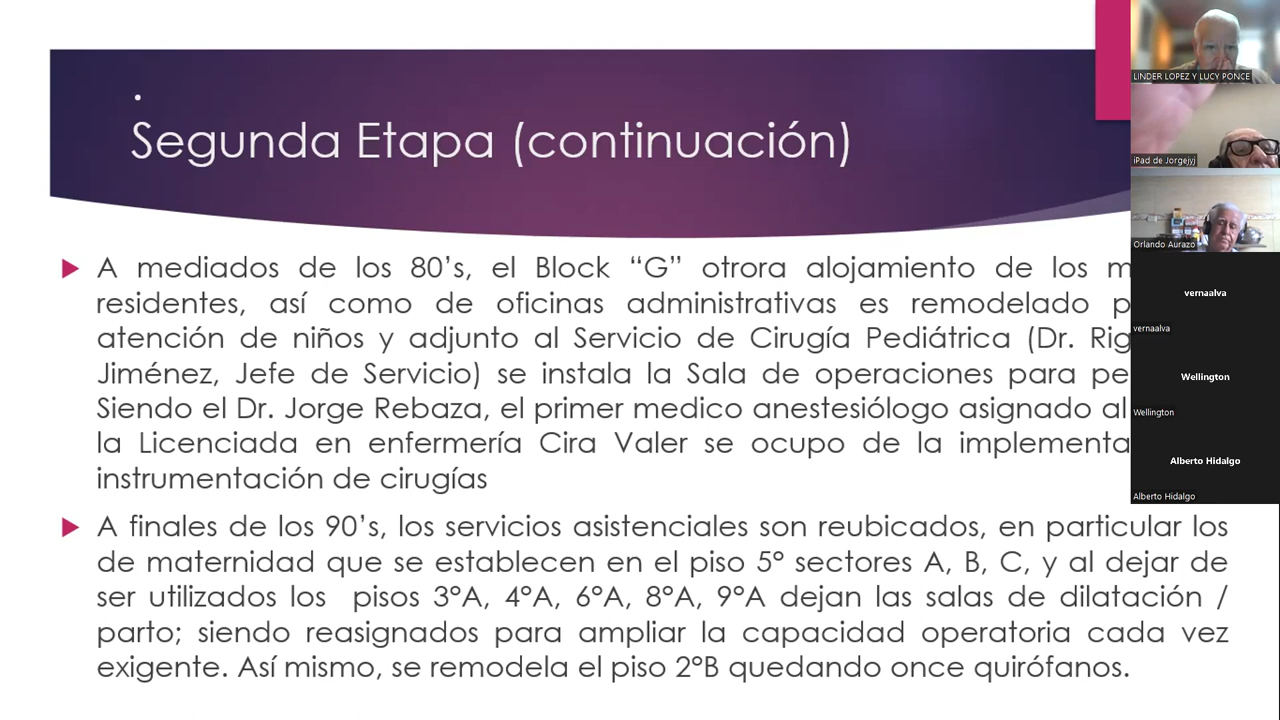 .
Segunda Etapa (continuación)
A mediados de los 80’s, el Block “G” otrora alojamiento de los
residentes, así como de oficinas administrativas es remodelado
atención de niños y adjunto al Servicio de Cirugía Pediátrica (Dr.
Jiménez, Jefe de Servicio) se instala la Sala de operaciones para
Siendo el Dr. Jorge Rebaza, el primer medico anestesiólogo asignado al
la Licenciada en enfermería Cira Valer se ocupo de la
instrumentación de cirugías
A finales de los 90’s, los servicios asistenciales son reubicados, en particular los
de maternidad que se establecen en el piso 5° sectores A, B, C, y al dejar de
ser utilizados los pisos 3°A, 4°A, 6°A, 8°A, 9°A dejan las salas de dilatación /
parto; siendo reasignados para ampliar la capacidad operatoria cada vez
exigente. Así mismo, se remodela el piso 2°B quedando once quirófanos.
LINDER LOPEZ Y LUCY PONCE
iPad de Jorgejyj
Orlando Aurazo
vernaalva
vernaalva
Wellington
Wellington
Alberto Hidalgo
Alberto Hidalgo